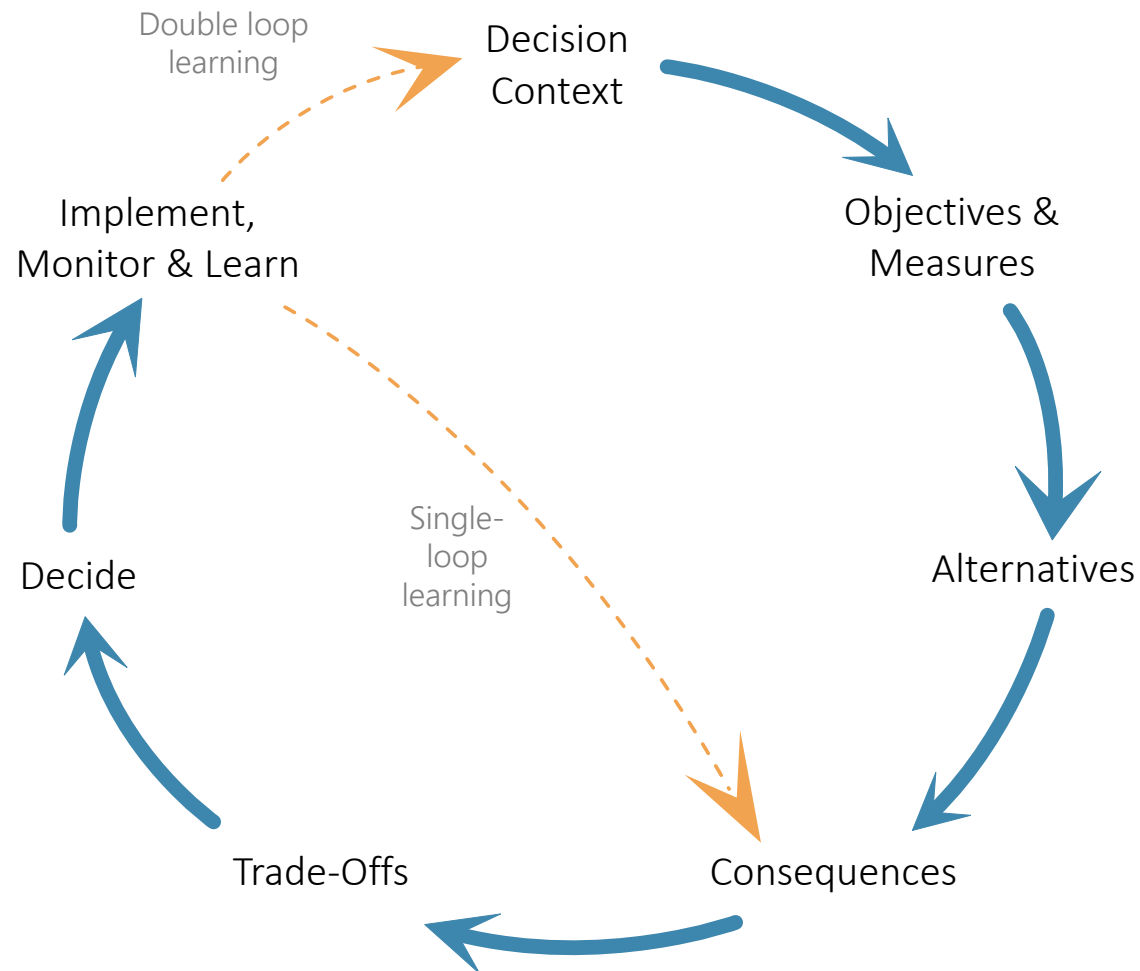 Double loop
learning
Decision
Context
Implement,
Monitor & Learn
Objectives &
Measures
Single-
loop
learning
Decide
Alternatives
Trade-Offs
Consequences